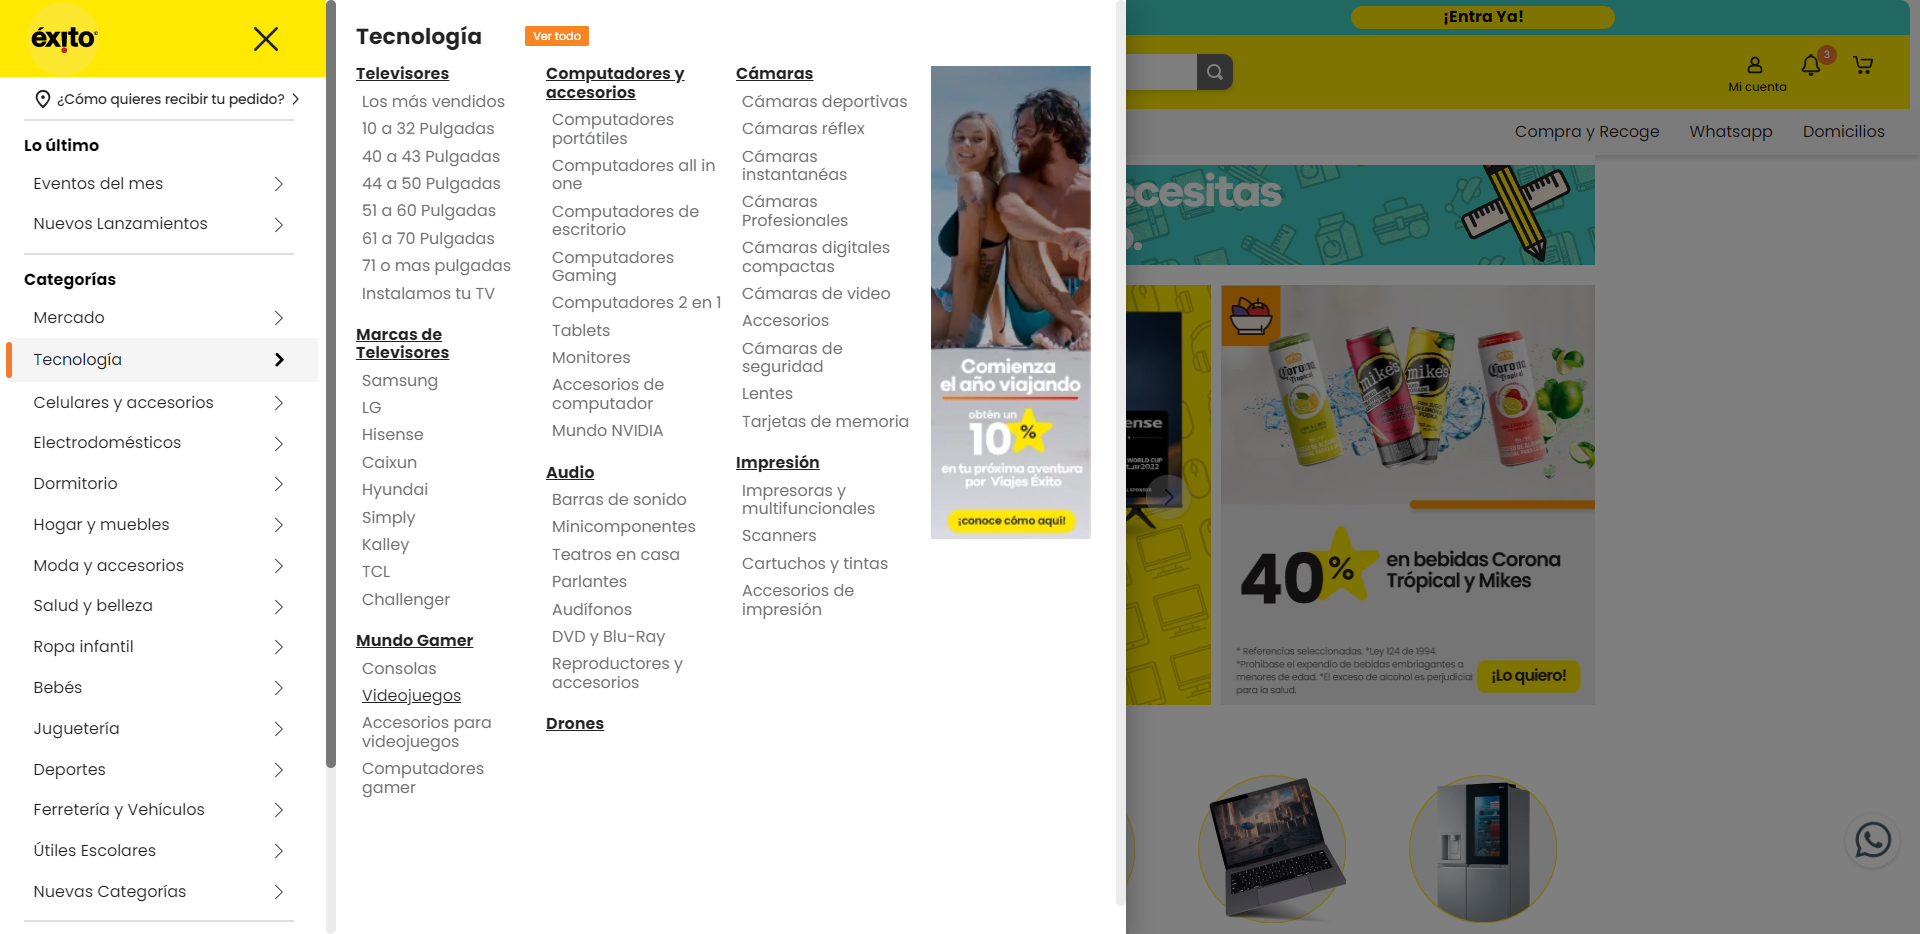 éxito
¿Cómo quieres recibir tu pedido?
Lo último
Eventos del mes
Nuevos Lanzamientos
Categorías
Mercado
Tecnología
Celulares y accesorios
Electrodomésticos
Dormitorio
Hogar y muebles
Moda y accesorios
Salud y belleza
Ropa infantil
Bebés
Juguetería
Deportes
Ferretería y Vehículos
Útiles Escolares
Nuevas Categorías
Tecnología
Ver todo
Televisores
Los más vendidos
10 a 32 Pulgadas
40 a 43 Pulgadas
44 a 50 Pulgadas
51 a 60 Pulgadas
61 a 70 Pulgadas
71 o mas pulgadas
Instalamos tu TV
Marcas de
Televisores
Samsung
LG
Hisense
Caixun
Hyundai
Simply
Kalley
TCL
Challenger
Mundo Gamer
Consolas
Videojuegos
Accesorios para
videojuegos
Computadores
gamer
Computadores y
accesorios
Computadores
portátiles
Computadores all in
one
Computadores de
escritorio
Computadores
Gaming
Computadores 2 en 1
Tablets
Monitores
Accesorios de
computador
Mundo NVIDIA
Audio
Barras de sonido
Minicomponentes
Teatros en casa
Parlantes
Audífonos
DVD y Blu-Ray
Reproductores y
accesorios
Drones
Cámaras
Cámaras deportivas
Cámaras réflex
Cámaras
instantanéas
Cámaras
Profesionales
Cámaras digitales
compactas
Cámaras de video
Accesorios
Cámaras de
seguridad
Lentes
Tarjetas de memoria
Impresión
Impresoras y
multifuncionales
Scanners
Cartuchos y tintas
Accesorios de
impresión
Comienza
el año viajando
obtén un
10%
en tu próxima aventura
por Viajes Éxito
¡conoce cómo aquí!
¡Entra Ya!
Mi cuenta
3
Compra y Recoge
Whatsapp
Domicilios
ecesitas
ense
WORLD CUP
Corona
Tropical
mike's
mike's
Corona
Tropical
40%
en bebidas Corona
Trópical y Mikes
* Referencias seleccionadas. *Ley 124 de 1994.
*Prohíbase el expendio de bebidas embriagantes a
menores de edad. *El exceso de alcohol es perjudicial
para la salud.
¡Lo quiero!